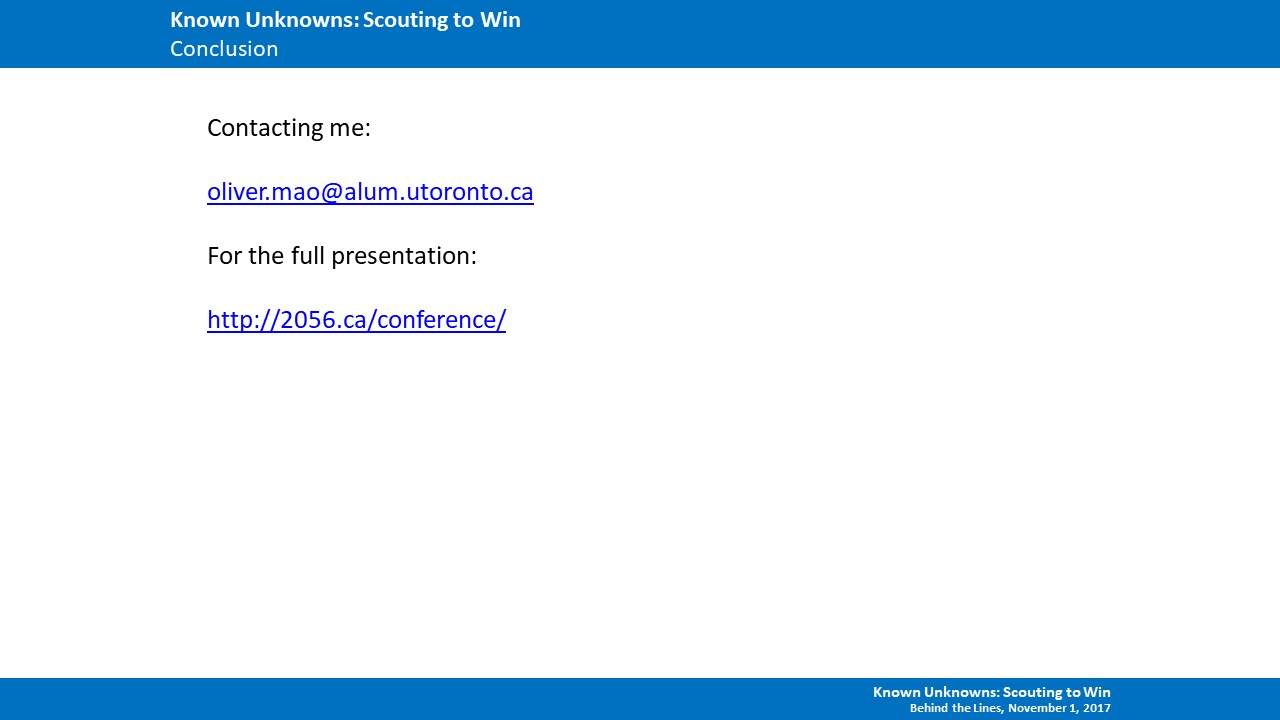 Known Unknowns: Scouting to Win
Conclusion
Contacting me:
oliver.mao@alum.utoronto.ca
For the full presentation:
http://2056.ca/conference/
Known Unknowns: Scouting to Win
Behind the Lines, November 1, 2017